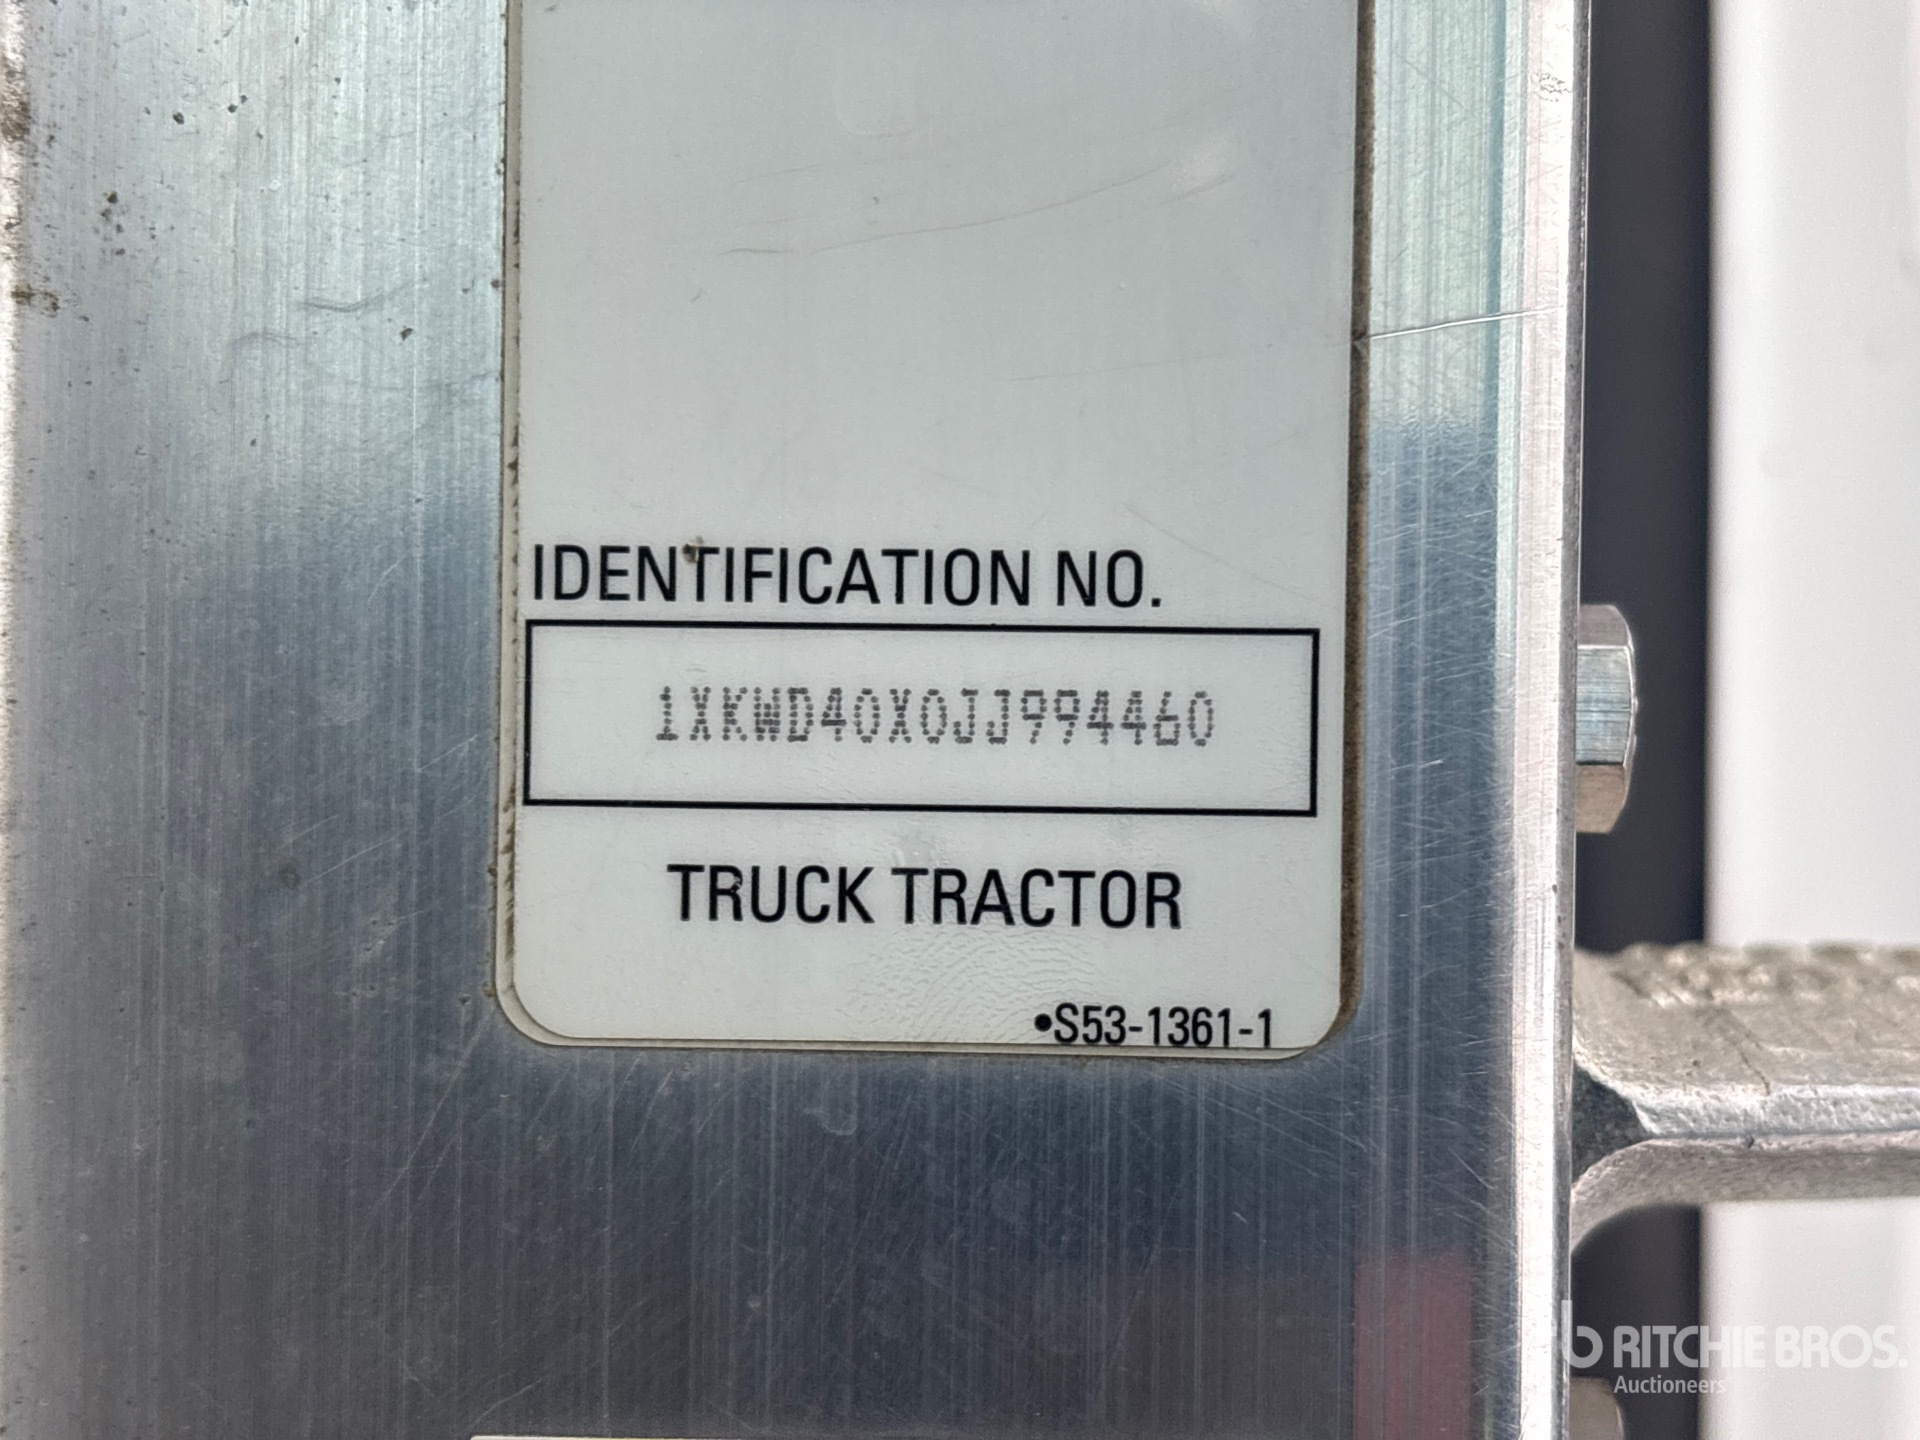 IDENTIFICATION NO.
1XKWD40X0JJ994460
TRUCK TRACTOR
•S53-1361-1
RITCHIE BROS.
Auctioneers